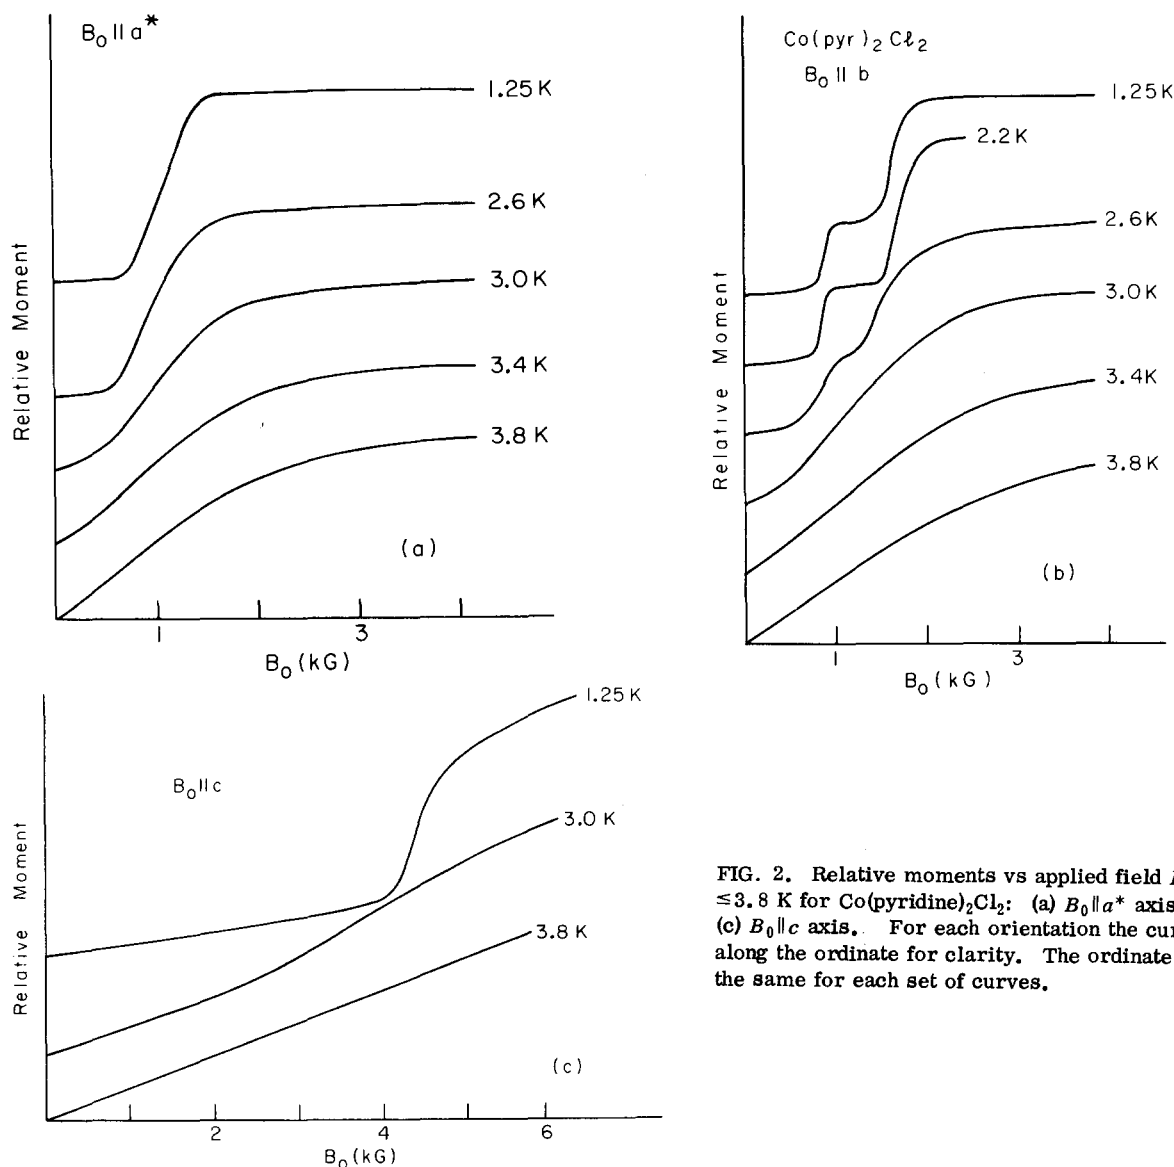 B₀ ∥ a*
1.25 K
2.6 K
3.0 K
3.4 K
3.8 K
(a)
Relative Moment
1
3
B₀ (kG)
Co(pyr)₂Cℓ₂
B₀ ∥ b
1.25 K
2.2 K
2.6 K
3.0 K
3.4K
3.8 K
(b)
Relative Moment
1
3
B₀ (kG)
B₀∥c
1.25 K
3.0 K
3.8 K
(c)
Relative Moment
2
4
6
B₀ (kG)
FIG. 2. Relative moments vs applied field
≤3.8 K for Co(pyridine)₂Cl₂: (a) B₀∥a* axis
(c) B₀∥c axis. For each orientation the
along the ordinate for clarity. The ordinate
the same for each set of curves.